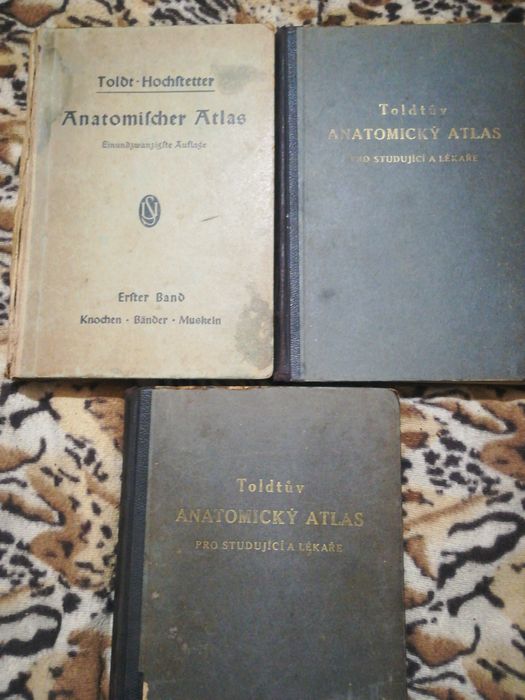 Toldt · Hochstetter
Anatomischer Atlas
Einundzwanzigste Auflage
Erster Band
Knochen · Bänder · Muskeln
Toldtův
ANATOMICKÝ ATLAS
PRO STUDUJÍCÍ A LÉKAŘE
Toldtův
ANATOMICKÝ ATLAS
PRO STUDUJÍCÍ A LÉKAŘE